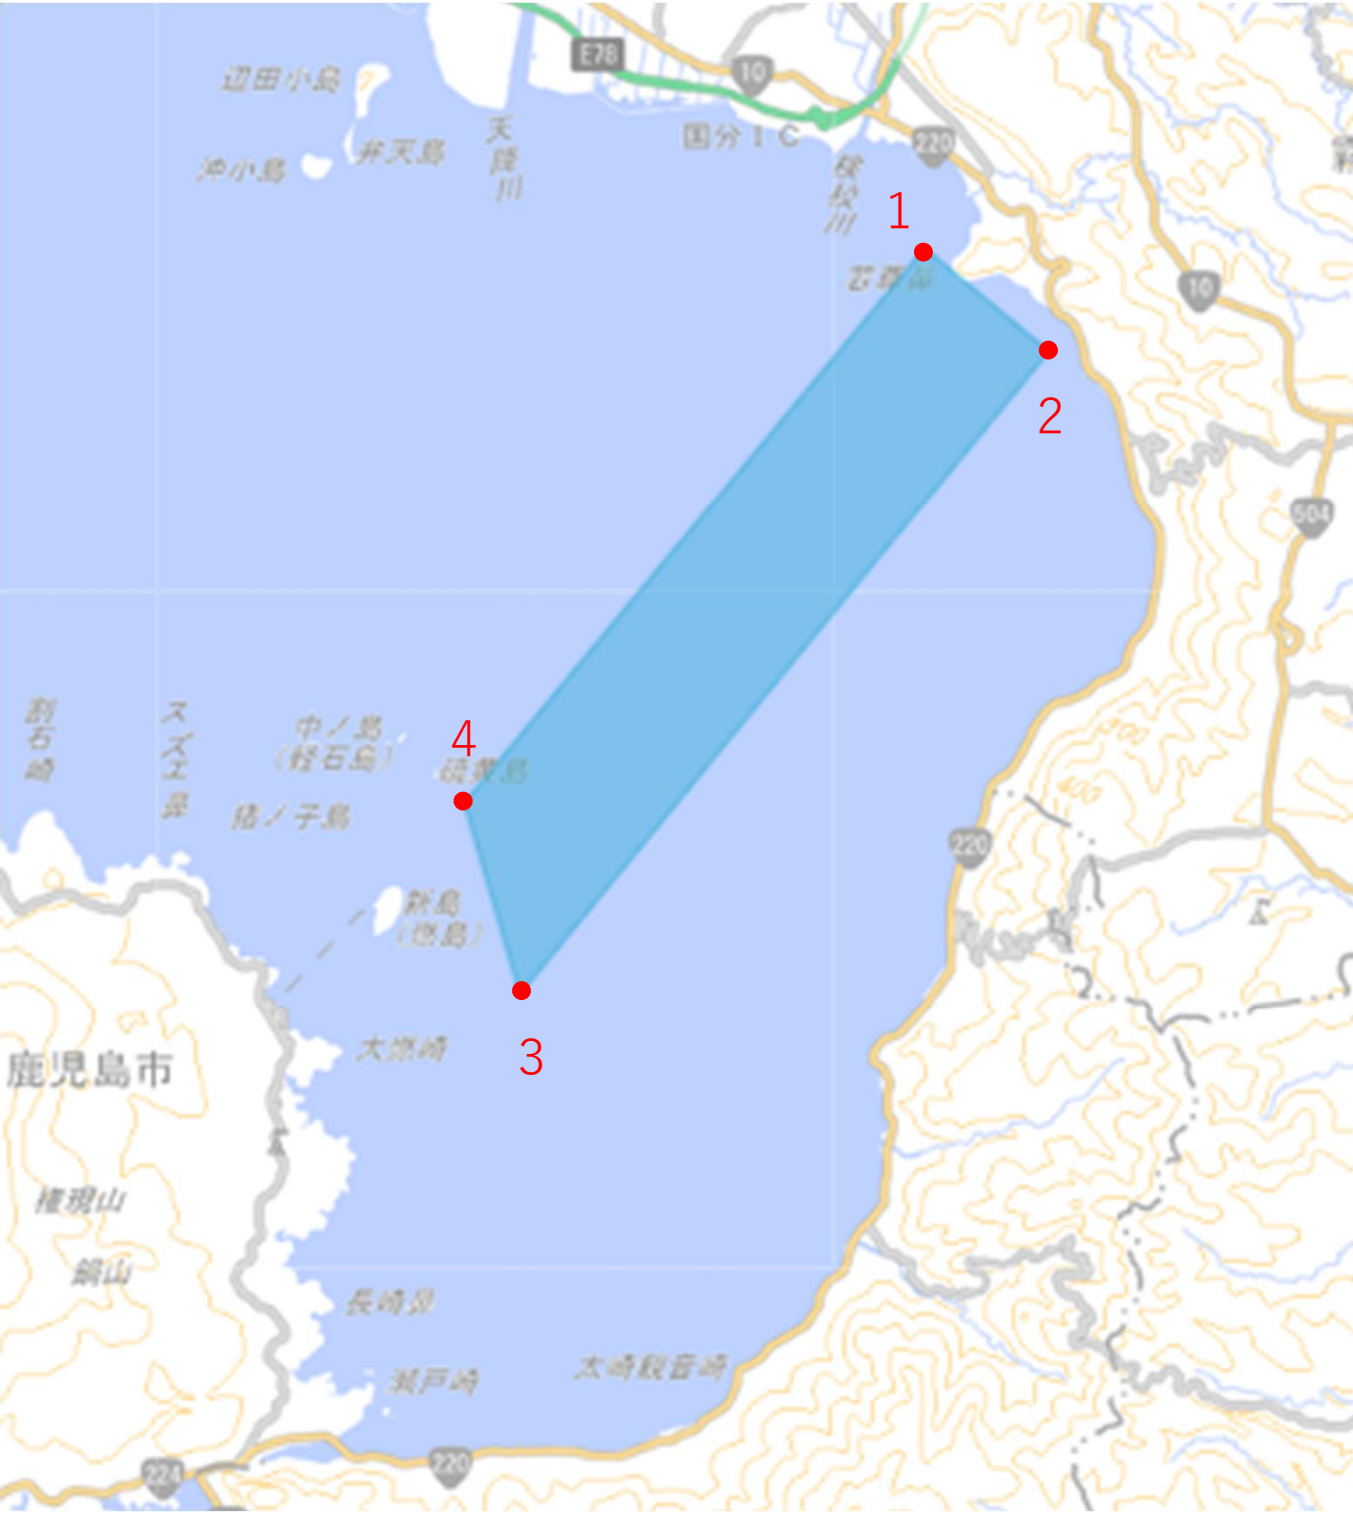 E78
10
辺田小島
国分ＩＣ
天降川
220
弁天島
沖小島
検校川
1
10
2
504
割石崎
スズエ鼻
中ノ島
(軽石島)
4
硫黄島
猪ノ子島
220
新島
(燃島)
3
大燃崎
鹿児島市
権現山
鍋山
長崎鼻
瀬戸崎
太崎観音崎
224
220
400